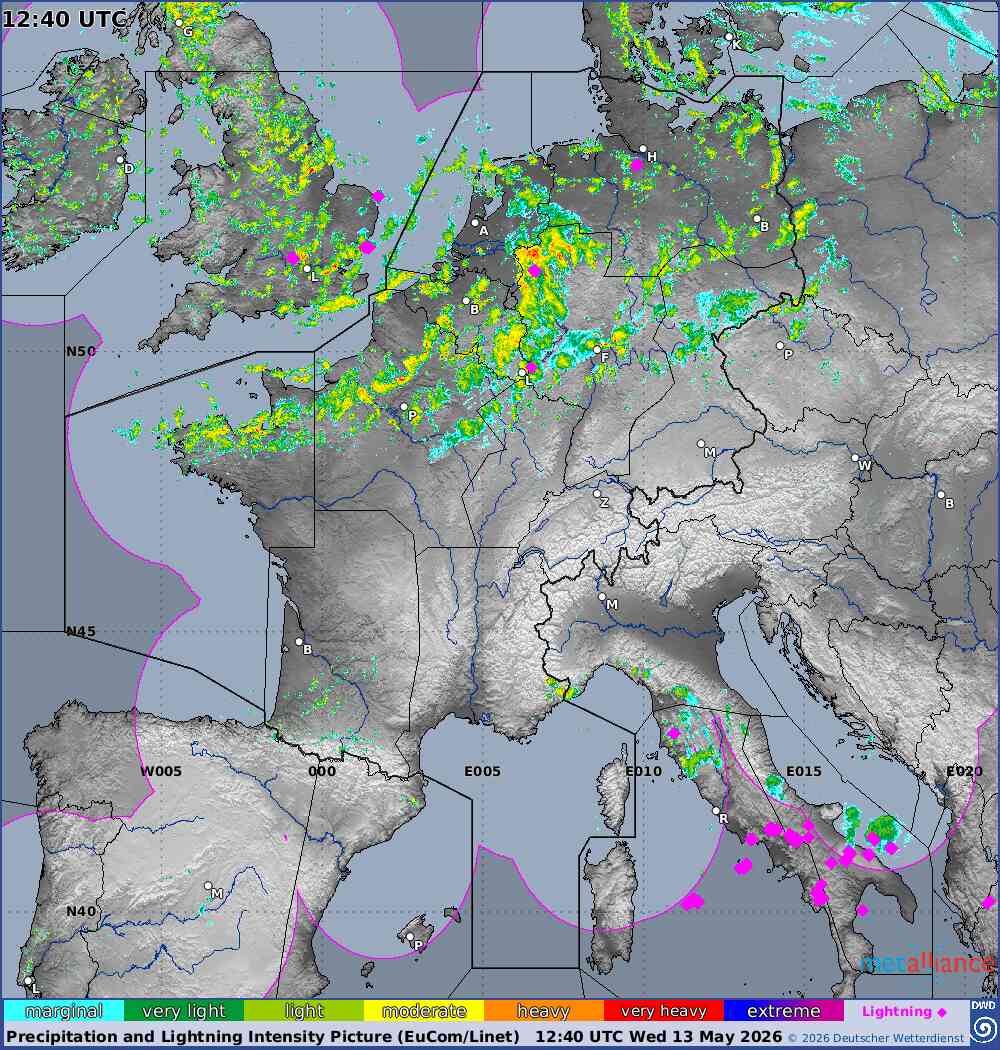 12:40 UTC
G
K
D
H
A
B
L
B
N50
F
P
L
P
M
W
Z
B
M
N45
B
W005
000
E005
E010
E015
E020
R
M
N40
P
L
metalliance
marginal very light light moderate heavy very heavy extreme Lightning
DWD
Precipitation and Lightning Intensity Picture (EuCom/Linet) 12:40 UTC Wed 13 May 2026 © 2026 Deutscher Wetterdienst